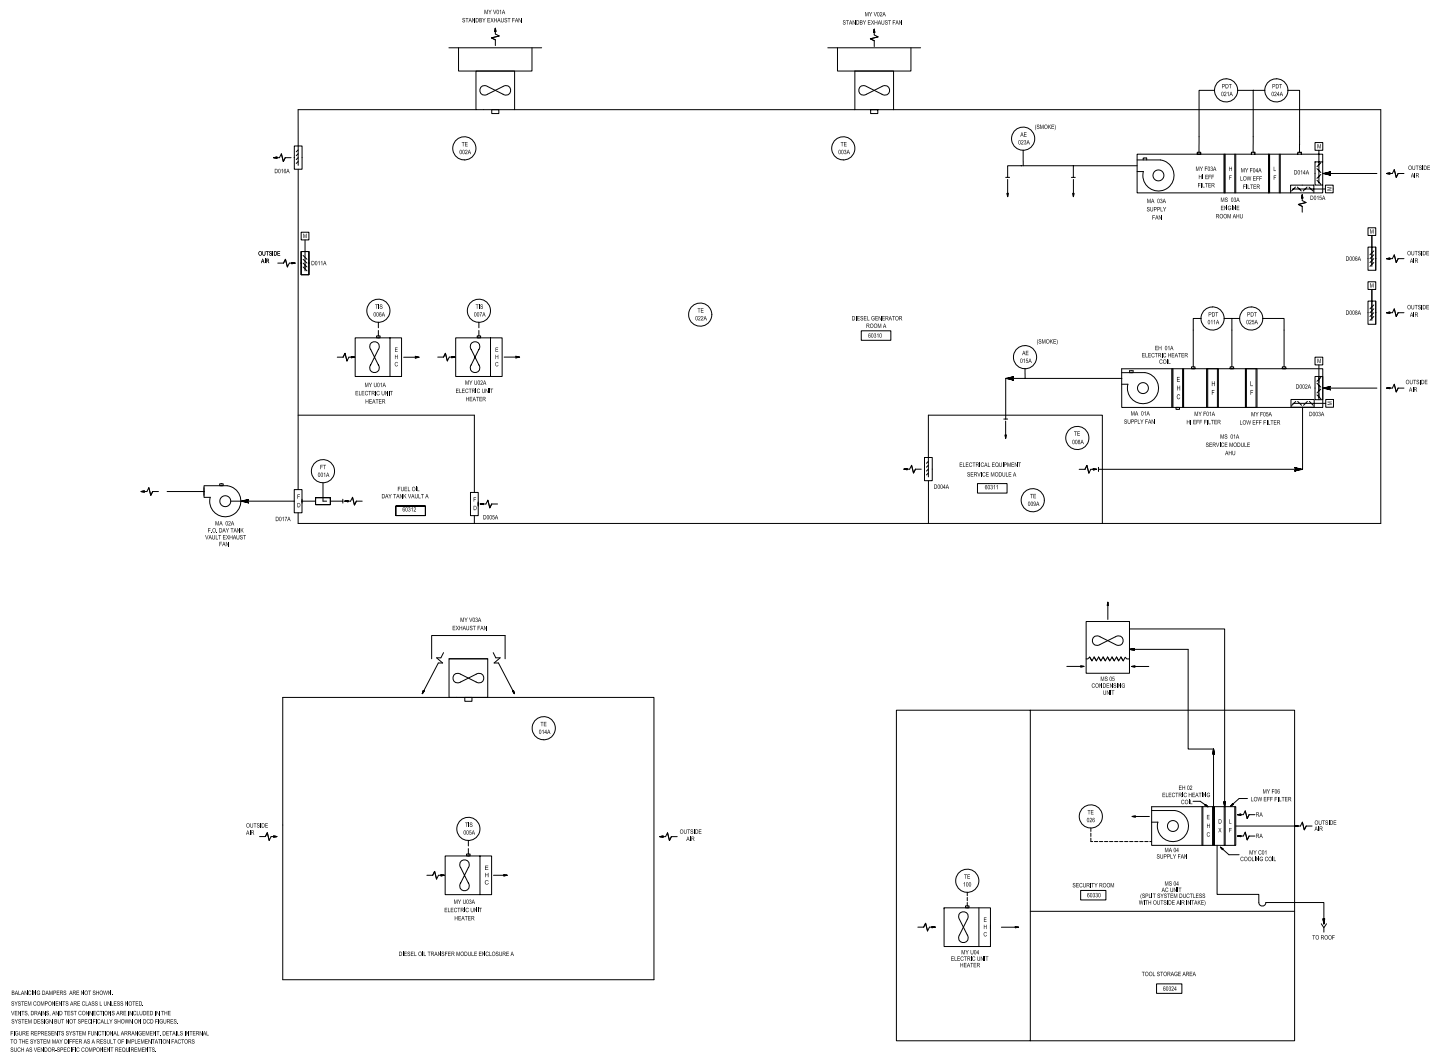 MY V01A
STANDBY EXHAUST FAN
MY V02A
STANDBY EXHAUST FAN
PDT
021A
PDT
024A
TE
002A
TE
003A
AE
023A
(SMOKE)
D016A
MY F03A
HI EFF
FILTER
H
F
MY F04A
LOW EFF
FILTER
L
F
D014A
M
M
D015A
OUTSIDE
AIR
MA 03A
SUPPLY
FAN
MS 03A
ENGINE
ROOM AHU
M
OUTSIDE
AIR
D011A
M
D006A
OUTSIDE
AIR
M
D008A
OUTSIDE
AIR
TIS
006A
TIS
007A
TE
022A
DIESEL GENERATOR
ROOM A
60310
PDT
011A
PDT
025A
AE
015A
(SMOKE)
EH 01A
ELECTRIC HEATER
COIL
E
H
C
E
H
C
MY U01A
ELECTRIC UNIT
HEATER
MY U02A
ELECTRIC UNIT
HEATER
E
H
C
H
F
L
F
M
D002A
M
D003A
OUTSIDE
AIR
MA 01A
SUPPLY FAN
MY F01A
HI EFF FILTER
MY F05A
LOW EFF FILTER
MS 01A
SERVICE MODULE
AHU
TE
008A
ELECTRICAL EQUIPMENT
SERVICE MODULE A
60311
D004A
TE
009A
FT
001A
F
D
D017A
FUEL OIL
DAY TANK VAULT A
60312
F
D
D005A
MA 02A
F.O. DAY TANK
VAULT EXHAUST
FAN
MY V03A
EXHAUST FAN
TE
014A
OUTSIDE
AIR
OUTSIDE
AIR
TIS
005A
E
H
C
MY U03A
ELECTRIC UNIT
HEATER
DIESEL OIL TRANSFER MODULE ENCLOSURE A
MS 05
CONDENSING
UNIT
EH 02
ELECTRIC HEATING
COIL
MY F06
LOW EFF FILTER
TE
026
E
H
C
D
X
L
F
RA
RA
OUTSIDE
AIR
MA 04
SUPPLY FAN
MY C01
COOLING COIL
TE
100
SECURITY ROOM
60330
MS 04
AC UNIT
(SPLIT SYSTEM DUCTLESS
WITH OUTSIDE AIR INTAKE)
E
H
C
MY U04
ELECTRIC UNIT
HEATER
TO ROOF
TOOL STORAGE AREA
60324
BALANCING DAMPERS ARE NOT SHOWN.
SYSTEM COMPONENTS ARE CLASS L UNLESS NOTED.
VENTS, DRAINS, AND TEST CONNECTIONS ARE INCLUDED IN THE
SYSTEM DESIGN BUT NOT SPECIFICALLY SHOWN ON DCD FIGURES.
FIGURE REPRESENTS SYSTEM FUNCTIONAL ARRANGEMENT. DETAILS INTERNAL
TO THE SYSTEM MAY DIFFER AS A RESULT OF IMPLEMENTATION FACTORS
SUCH AS VENDOR-SPECIFIC COMPONENT REQUIREMENTS.